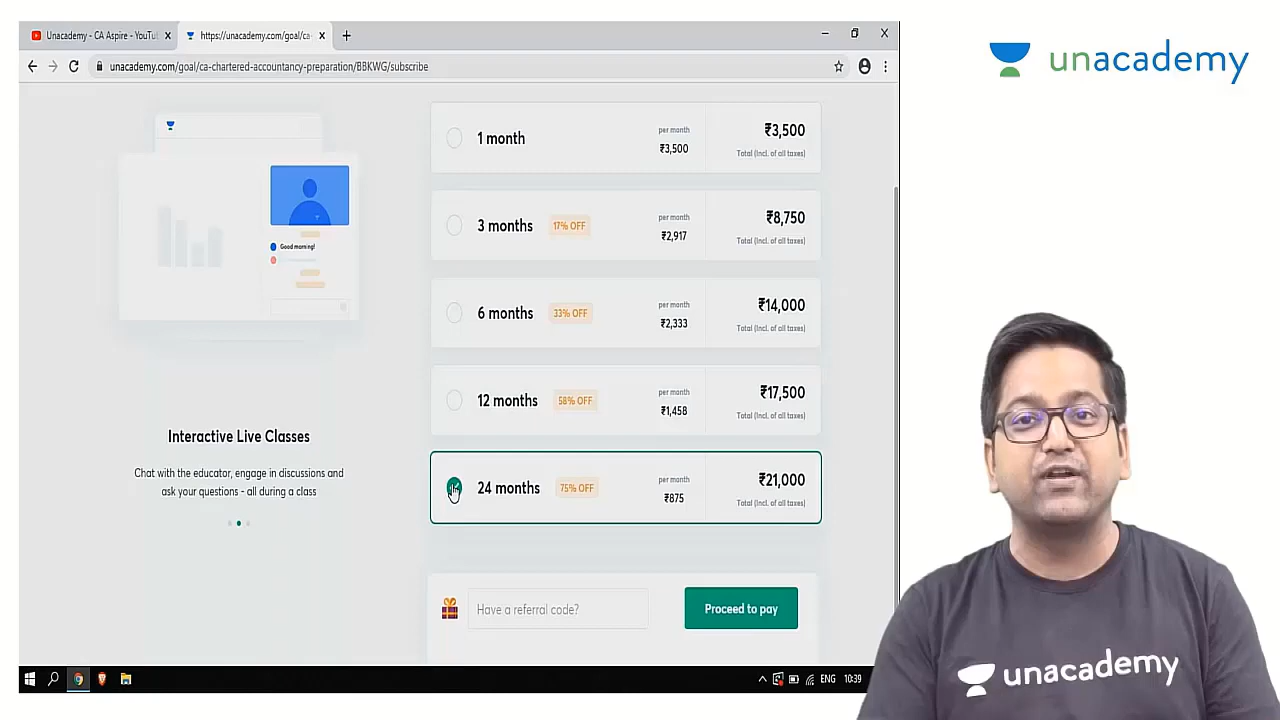 Unacademy - CA Aspire - YouTu
https://unacademy.com/goal/ca-
unacademy.com/goal/ca-chartered-accountancy-preparation/BBKWG/subscribe
unacademy
1 month
per month
₹3,500
₹3,500
Total (Incl. of all taxes)
3 months
17% OFF
per month
₹2,917
₹8,750
Total (Incl. of all taxes)
6 months
33% OFF
per month
₹2,333
₹14,000
Total (Incl. of all taxes)
12 months
58% OFF
per month
₹1,458
₹17,500
Total (Incl. of all taxes)
24 months
75% OFF
per month
₹875
₹21,000
Total (Incl. of all taxes)
Good morning!
Interactive Live Classes
Chat with the educator, engage in discussions and
ask your questions - all during a class
Have a referral code?
Proceed to pay
ENG
10:39
unacademy